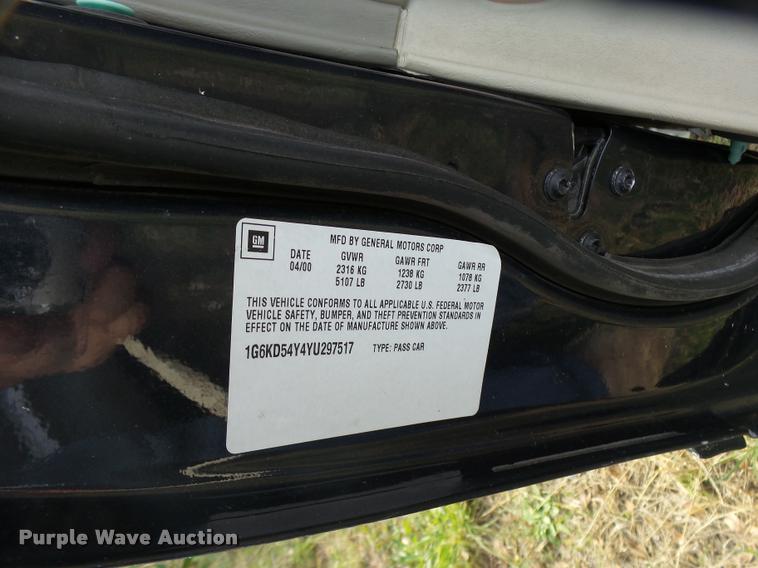 GM
MFD BY GENERAL MOTORS CORP
DATE GVWR GAWR FRT GAWR RR
04/00 2316 KG 1238 KG 1078 KG
5107 LB 2730 LB 2377 LB
THIS VEHICLE CONFORMS TO ALL APPLICABLE U.S. FEDERAL MOTOR
VEHICLE SAFETY, BUMPER, AND THEFT PREVENTION STANDARDS IN
EFFECT ON THE DATE OF MANUFACTURE SHOWN ABOVE.
1G6KD54Y4YU297517 TYPE: PASS CAR
Purple Wave Auction